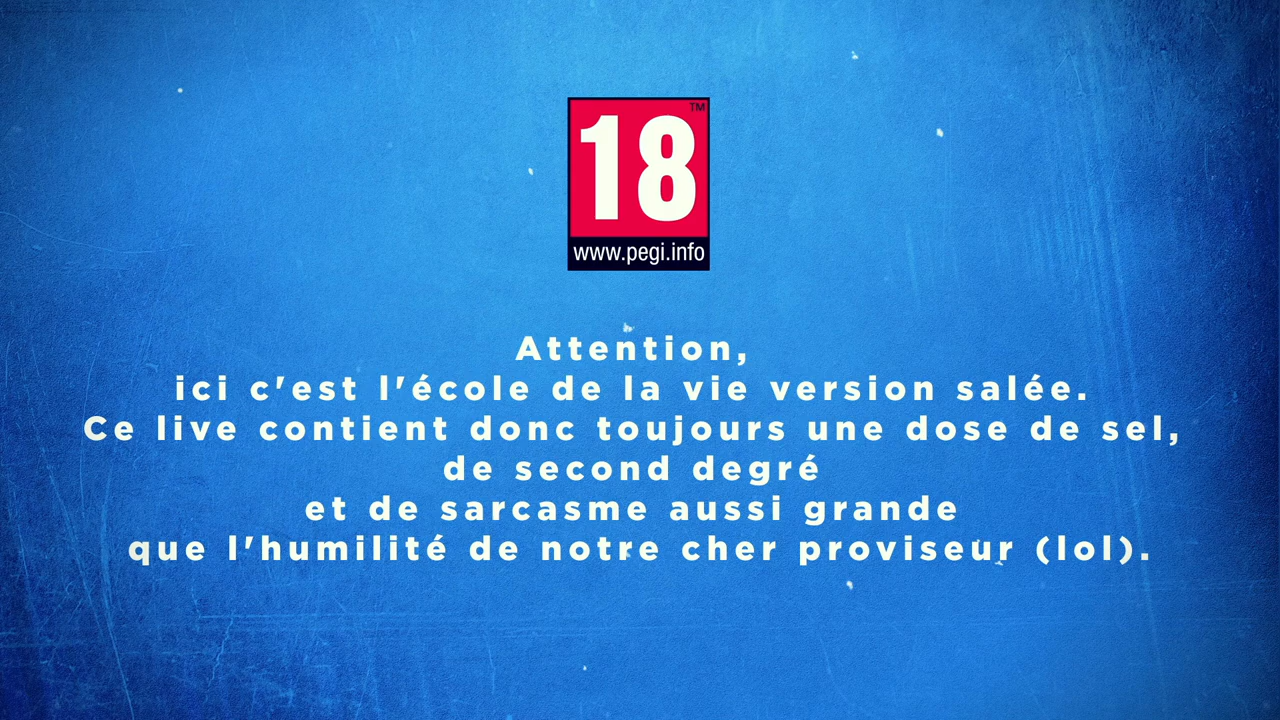 TM
18
www.pegi.info
Attention,
ici c'est l'école de la vie version salée.
Ce live contient donc toujours une dose de sel,
de second degré
et de sarcasme aussi grande
que l'humilité de notre cher proviseur (lol).